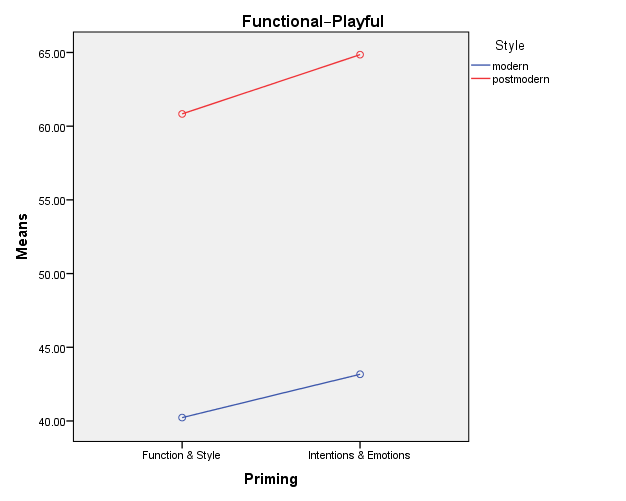 Functional-Playful
Style
modern
postmodern
65.00
60.00
55.00
50.00
45.00
40.00
Means
Function & Style
Intentions & Emotions
Priming